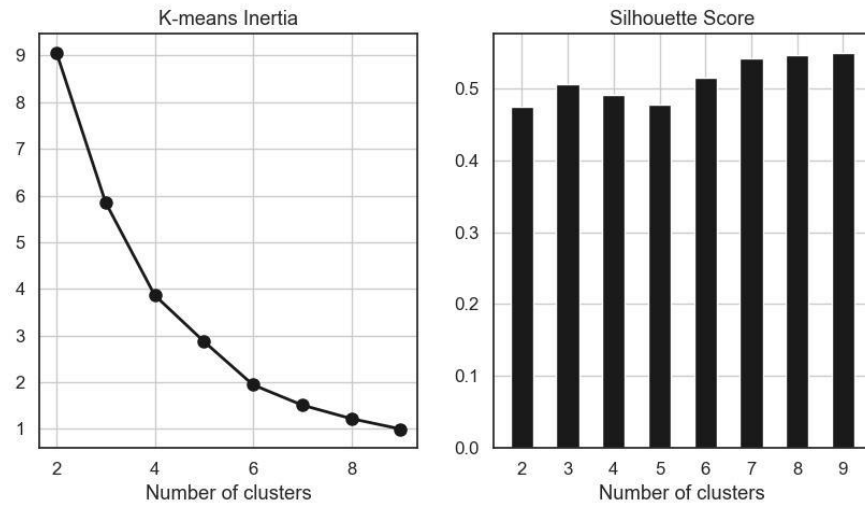 K-means Inertia
9
8
7
6
5
4
3
2
1
2 4 6 8
Number of clusters
Silhouette Score
0.5
0.4
0.3
0.2
0.1
0.0
2 3 4 5 6 7 8 9
Number of clusters